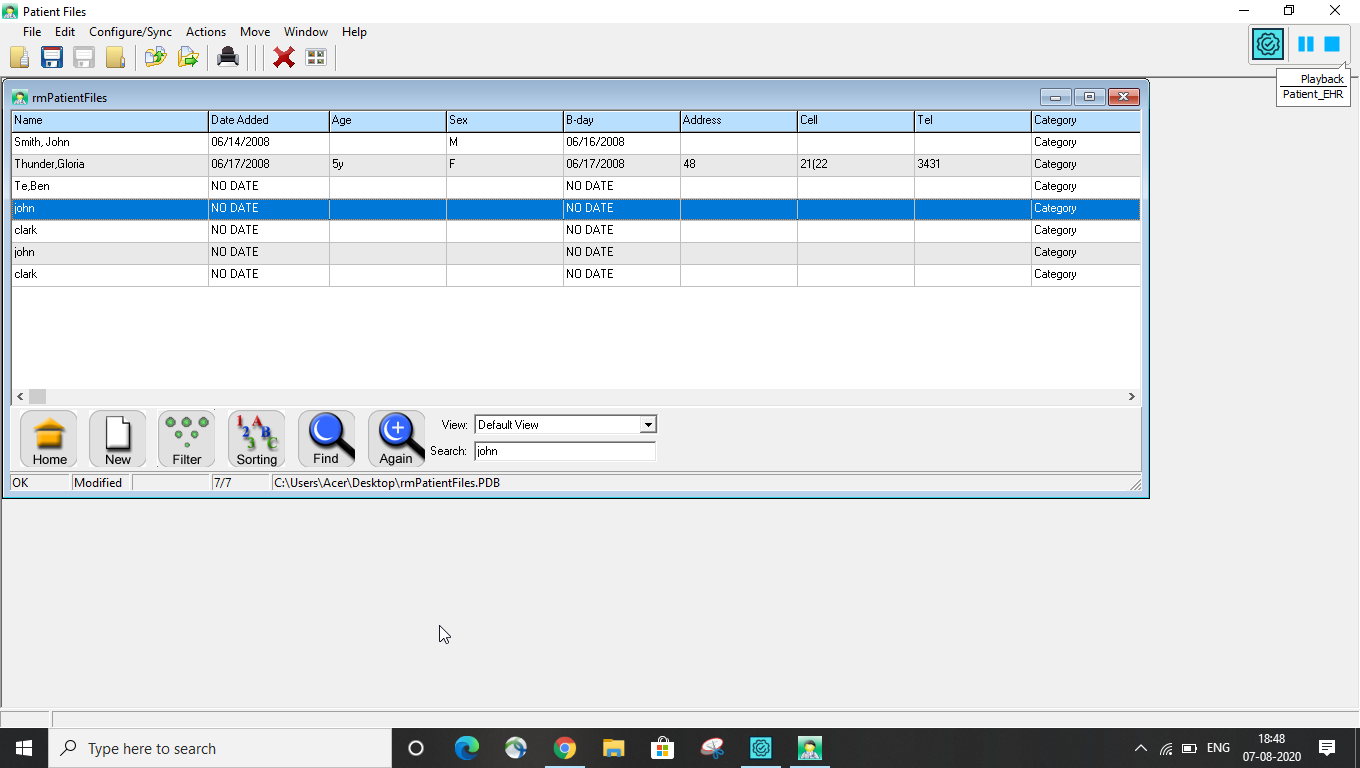 Patient Files
File Edit Configure/Sync Actions Move Window Help
Playback
Patient_EHR
rmPatientFiles
Name Date Added Age Sex B-day Address Cell Tel Category
Smith, John 06/14/2008 M 06/16/2008 Category
Thunder,Gloria 06/17/2008 5y F 06/17/2008 48 21(22 3431 Category
Te,Ben NO DATE NO DATE Category
john NO DATE NO DATE Category
clark NO DATE NO DATE Category
john NO DATE NO DATE Category
clark NO DATE NO DATE Category
Home New Filter Sorting Find Again
View: Default View
Search: john
OK Modified 7/7 C:\Users\Acer\Desktop\rmPatientFiles.PDB
Type here to search
ENG
18:48
07-08-2020